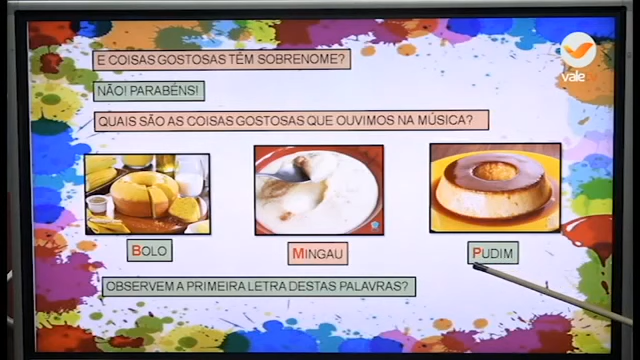 E COISAS GOSTOSAS TÊM SOBRENOME?
NÃO! PARABÉNS!
QUAIS SÃO AS COISAS GOSTOSAS QUE OUVIMOS NA MÚSICA?
BOLO
MINGAU
PUDIM
OBSERVEM A PRIMEIRA LETRA DESTAS PALAVRAS?
vale